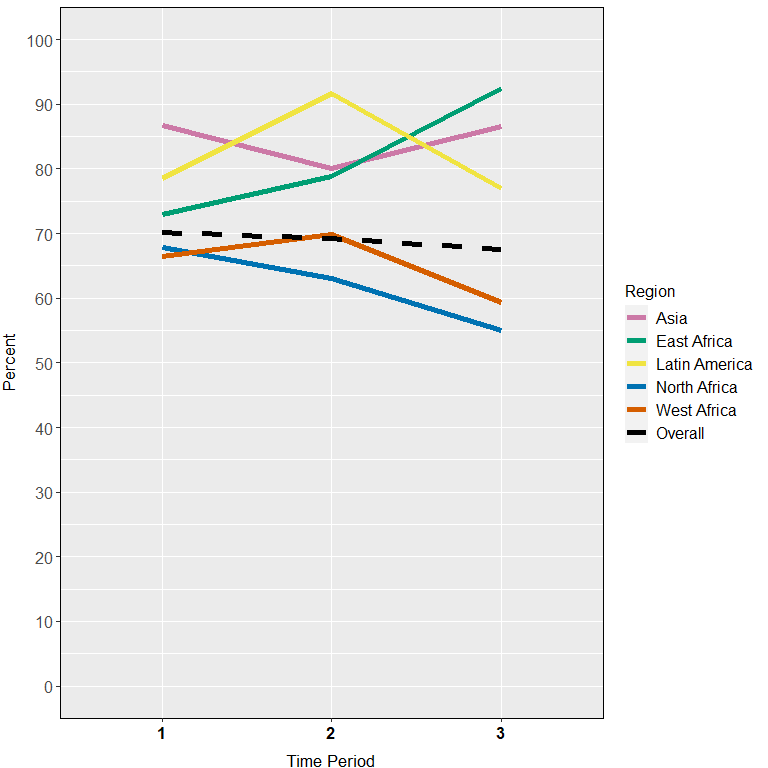 100
90
80
70
60
50
40
30
20
10
0
Percent
1 2 3
Time Period
Region
Asia
East Africa
Latin America
North Africa
West Africa
Overall